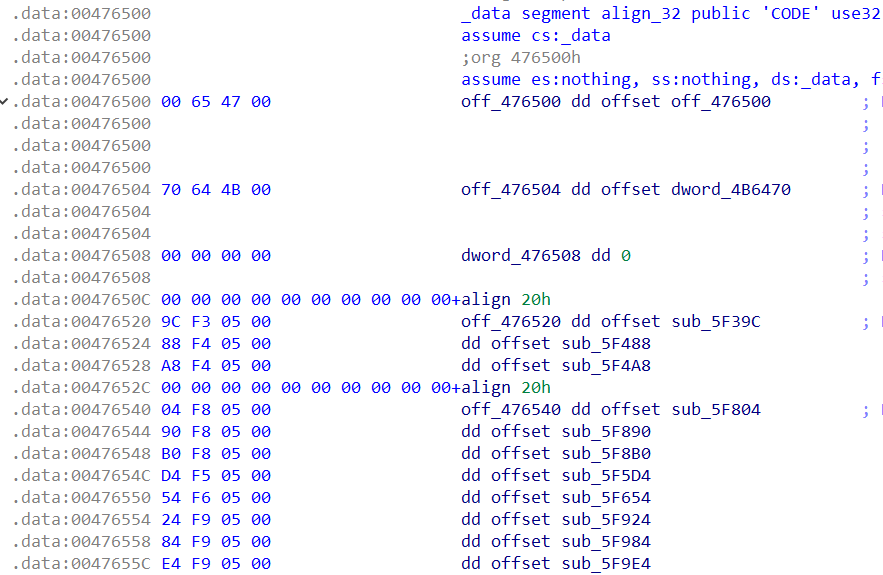 .data:00476500 _data segment align_32 public 'CODE' use32
.data:00476500 assume cs:_data
.data:00476500 ;org 476500h
.data:00476500 assume es:nothing, ss:nothing, ds:_data, f
.data:00476500 00 65 47 00 off_476500 dd offset off_476500 ;
.data:00476500 ;
.data:00476500 ;
.data:00476500 ;
.data:00476504 70 64 4B 00 off_476504 dd offset dword_4B6470 ;
.data:00476504 ;
.data:00476504 ;
.data:00476508 00 00 00 00 dword_476508 dd 0 ;
.data:00476508 ;
.data:0047650C 00 00 00 00 00 00 00 00 00 00+align 20h
.data:00476520 9C F3 05 00 off_476520 dd offset sub_5F39C ;
.data:00476524 88 F4 05 00 dd offset sub_5F488
.data:00476528 A8 F4 05 00 dd offset sub_5F4A8
.data:0047652C 00 00 00 00 00 00 00 00 00 00+align 20h
.data:00476540 04 F8 05 00 off_476540 dd offset sub_5F804 ;
.data:00476544 90 F8 05 00 dd offset sub_5F890
.data:00476548 B0 F8 05 00 dd offset sub_5F8B0
.data:0047654C D4 F5 05 00 dd offset sub_5F5D4
.data:00476550 54 F6 05 00 dd offset sub_5F654
.data:00476554 24 F9 05 00 dd offset sub_5F924
.data:00476558 84 F9 05 00 dd offset sub_5F984
.data:0047655C E4 F9 05 00 dd offset sub_5F9E4